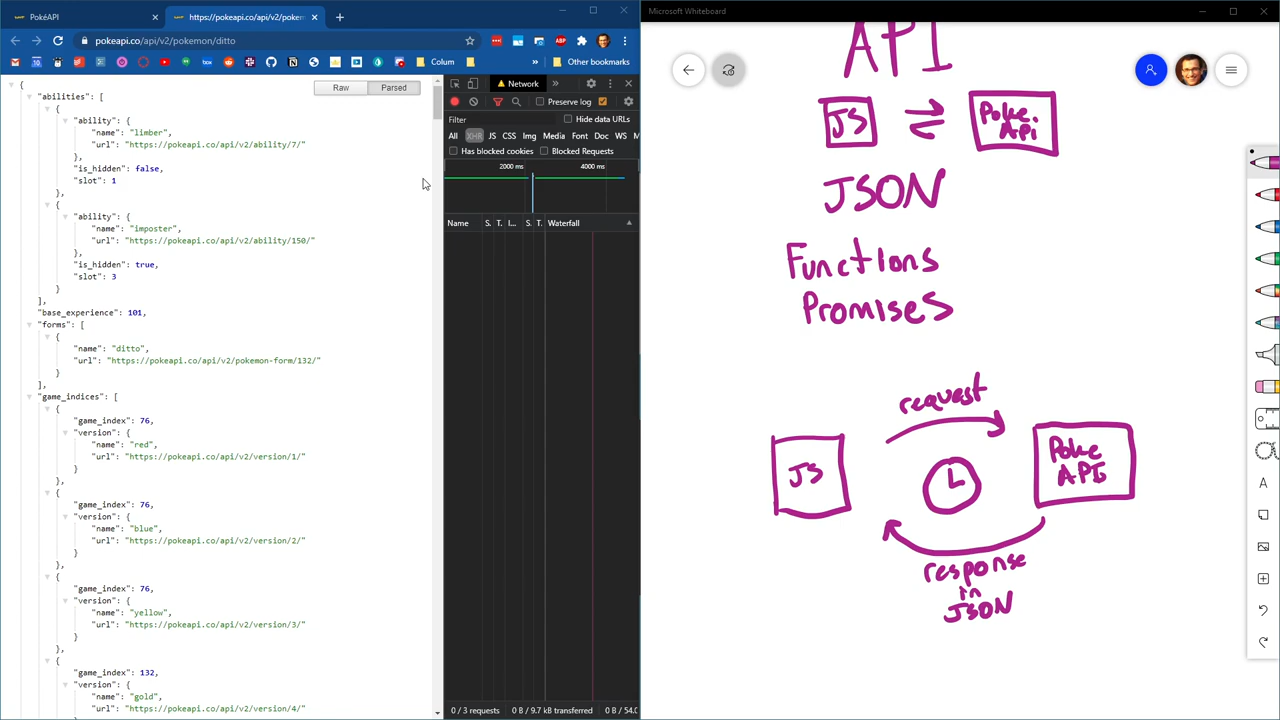 PokéAPI
https://pokeapi.co/api/v2/pokem
pokeapi.co/api/v2/pokemon/ditto
Colum
Other bookmarks
Raw
Parsed
{
"abilities": [
{
"ability": {
"name": "limber",
"url": "https://pokeapi.co/api/v2/ability/7/"
},
"is_hidden": false,
"slot": 1
},
{
"ability": {
"name": "imposter",
"url": "https://pokeapi.co/api/v2/ability/150/"
},
"is_hidden": true,
"slot": 3
}
],
"base_experience": 101,
"forms": [
{
"name": "ditto",
"url": "https://pokeapi.co/api/v2/pokemon-form/132/"
}
],
"game_indices": [
{
"game_index": 76,
"version": {
"name": "red",
"url": "https://pokeapi.co/api/v2/version/1/"
}
},
{
"game_index": 76,
"version": {
"name": "blue",
"url": "https://pokeapi.co/api/v2/version/2/"
}
},
{
"game_index": 76,
"version": {
"name": "yellow",
"url": "https://pokeapi.co/api/v2/version/3/"
}
},
{
"game_index": 132,
"version": {
"name": "gold",
"url": "https://pokeapi.co/api/v2/version/4/"
}
Network
Preserve log
Filter
Hide data URLs
All XHR JS CSS Img Media Font Doc WS M
Has blocked cookies
Blocked Requests
2000 ms
4000 ms
Name S. T. I... S. T. Waterfall
0 / 3 requests
0 B / 9.7 kB transferred
0 B / 54.0
Microsoft Whiteboard
API
JS
Poke.
API
JSON
Functions
Promises
request
JS
Poke
API
response
in
JSON